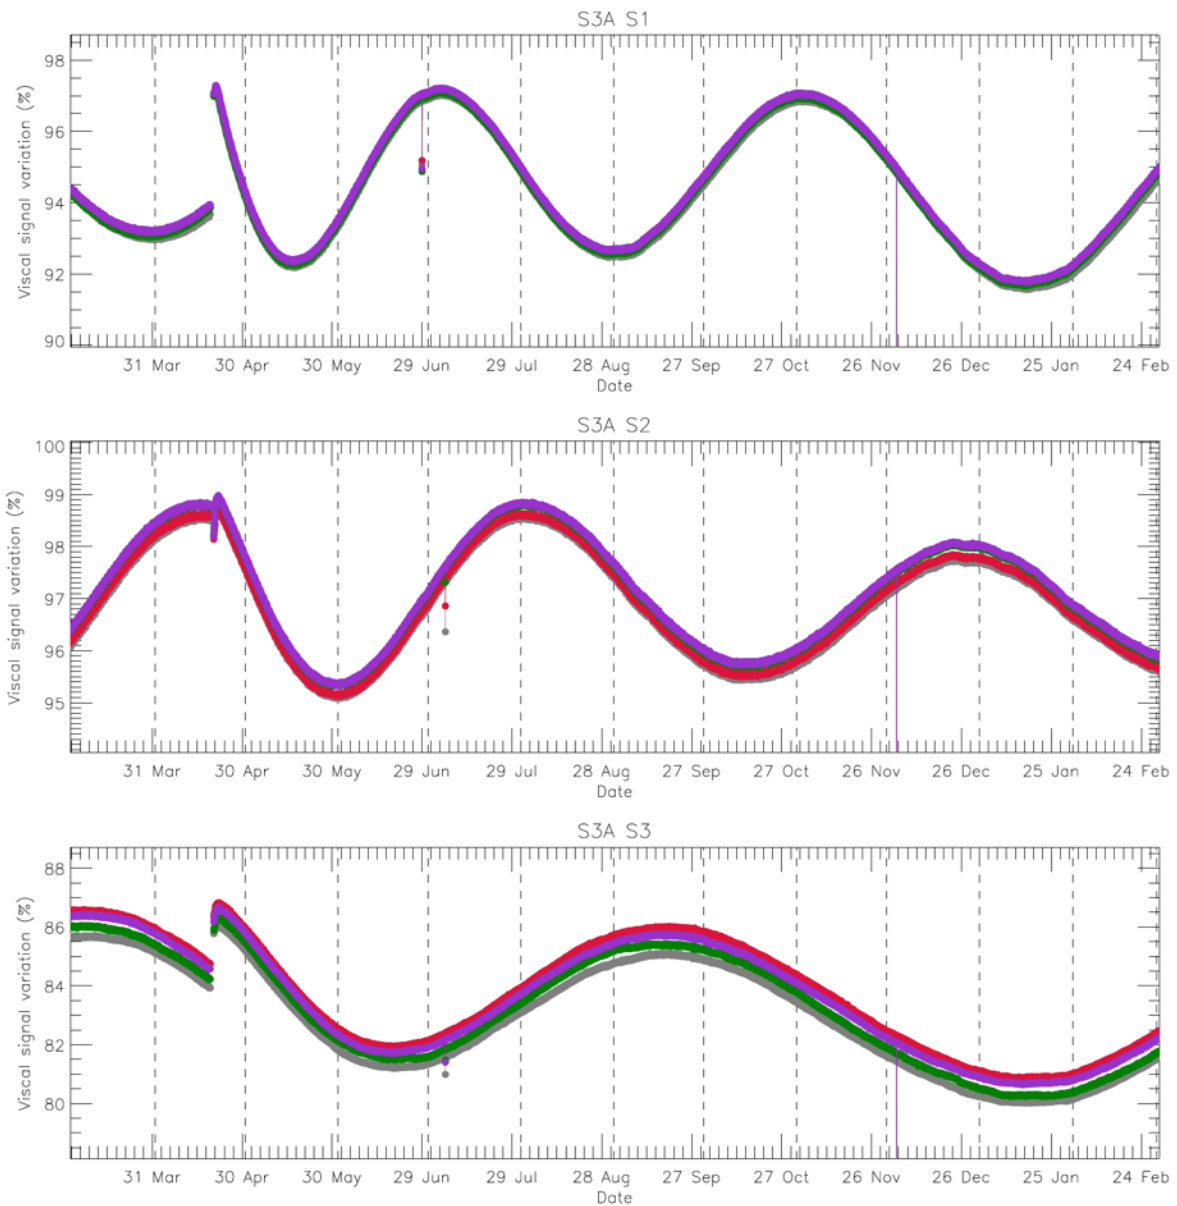 S3A S1
Viscal signal variation (%)
98
96
94
92
90
31 Mar 30 Apr 30 May 29 Jun 29 Jul 28 Aug 27 Sep 27 Oct 26 Nov 26 Dec 25 Jan 24 Feb
Date
S3A S2
Viscal signal variation (%)
100
99
98
97
96
95
31 Mar 30 Apr 30 May 29 Jun 29 Jul 28 Aug 27 Sep 27 Oct 26 Nov 26 Dec 25 Jan 24 Feb
Date
S3A S3
Viscal signal variation (%)
88
86
84
82
80
31 Mar 30 Apr 30 May 29 Jun 29 Jul 28 Aug 27 Sep 27 Oct 26 Nov 26 Dec 25 Jan 24 Feb
Date